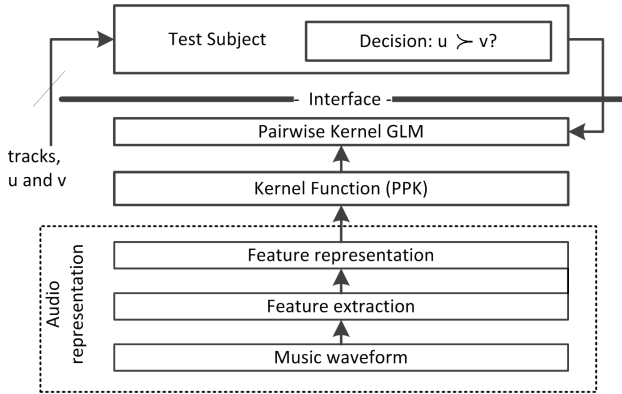 Test Subject
Decision: u ≻ v?
- Interface -
tracks,
u and v
Pairwise Kernel GLM
Kernel Function (PPK)
Audio
representation
Feature representation
Feature extraction
Music waveform